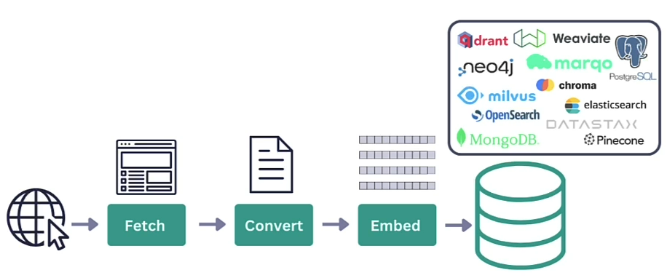 qdrant
Weaviate
neo4j
marqo
PostgreSQL
chroma
milvus
elasticsearch
OpenSearch
DATASTAX
MongoDB.
Pinecone
Fetch
Convert
Embed